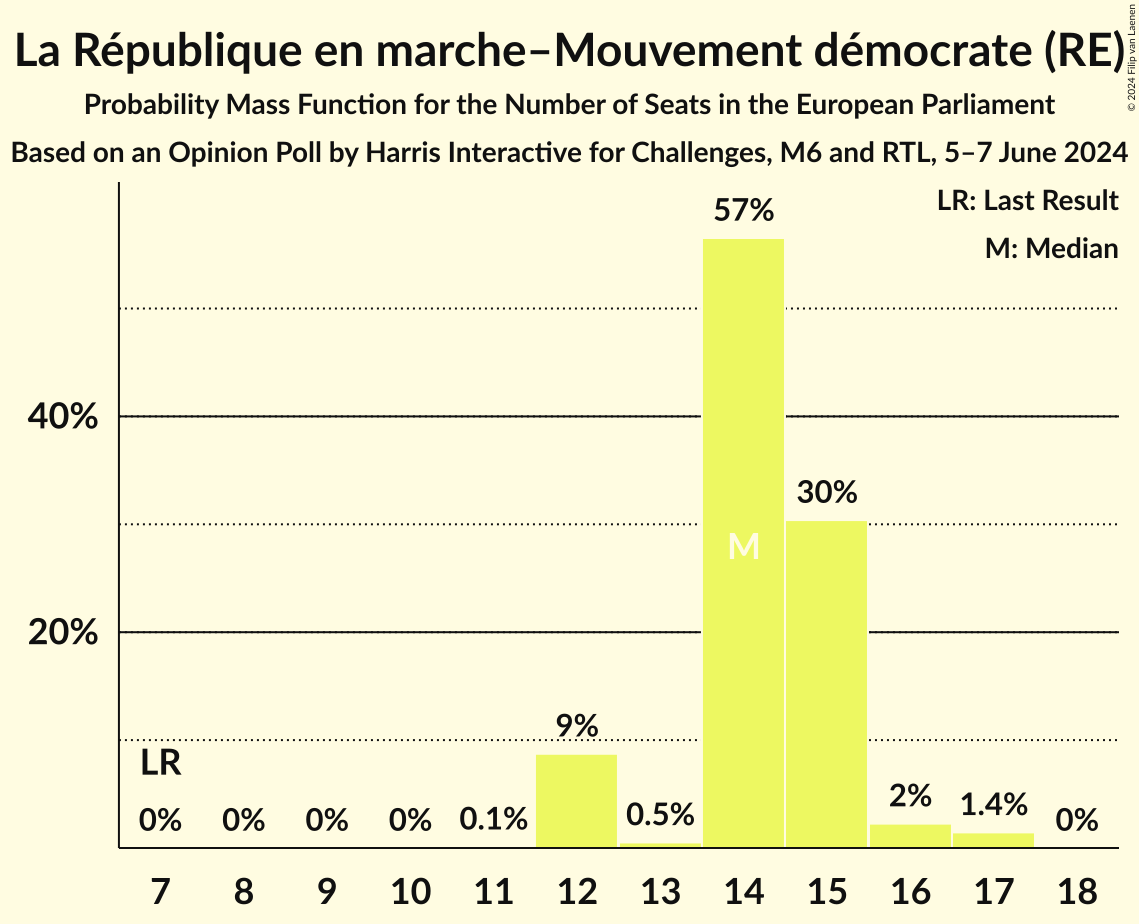 La République en marche–Mouvement démocrate (RE)
© 2024 Filip van Laenen
Probability Mass Function for the Number of Seats in the European Parliament
Based on an Opinion Poll by Harris Interactive for Challenges, M6 and RTL, 5–7 June 2024
LR: Last Result
M: Median
57%
40%
30%
M
20%
9%
LR
0% 0% 0% 0% 0.1% 0.5% 2% 1.4% 0%
7 8 9 10 11 12 13 14 15 16 17 18